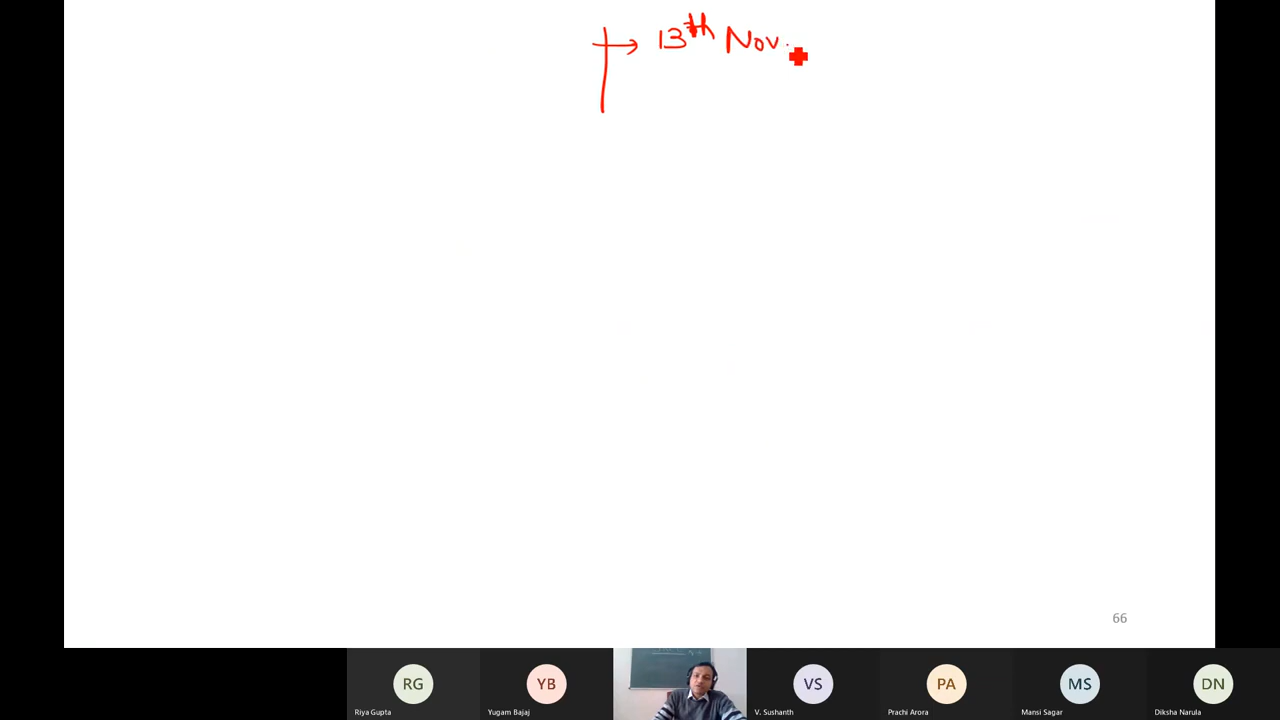 13th Nov.
66
RG
YB
VS
PA
MS
DN
Riya Gupta
Yugam Bajaj
V. Sushanth
Prachi Arora
Mansi Sagar
Diksha Narula